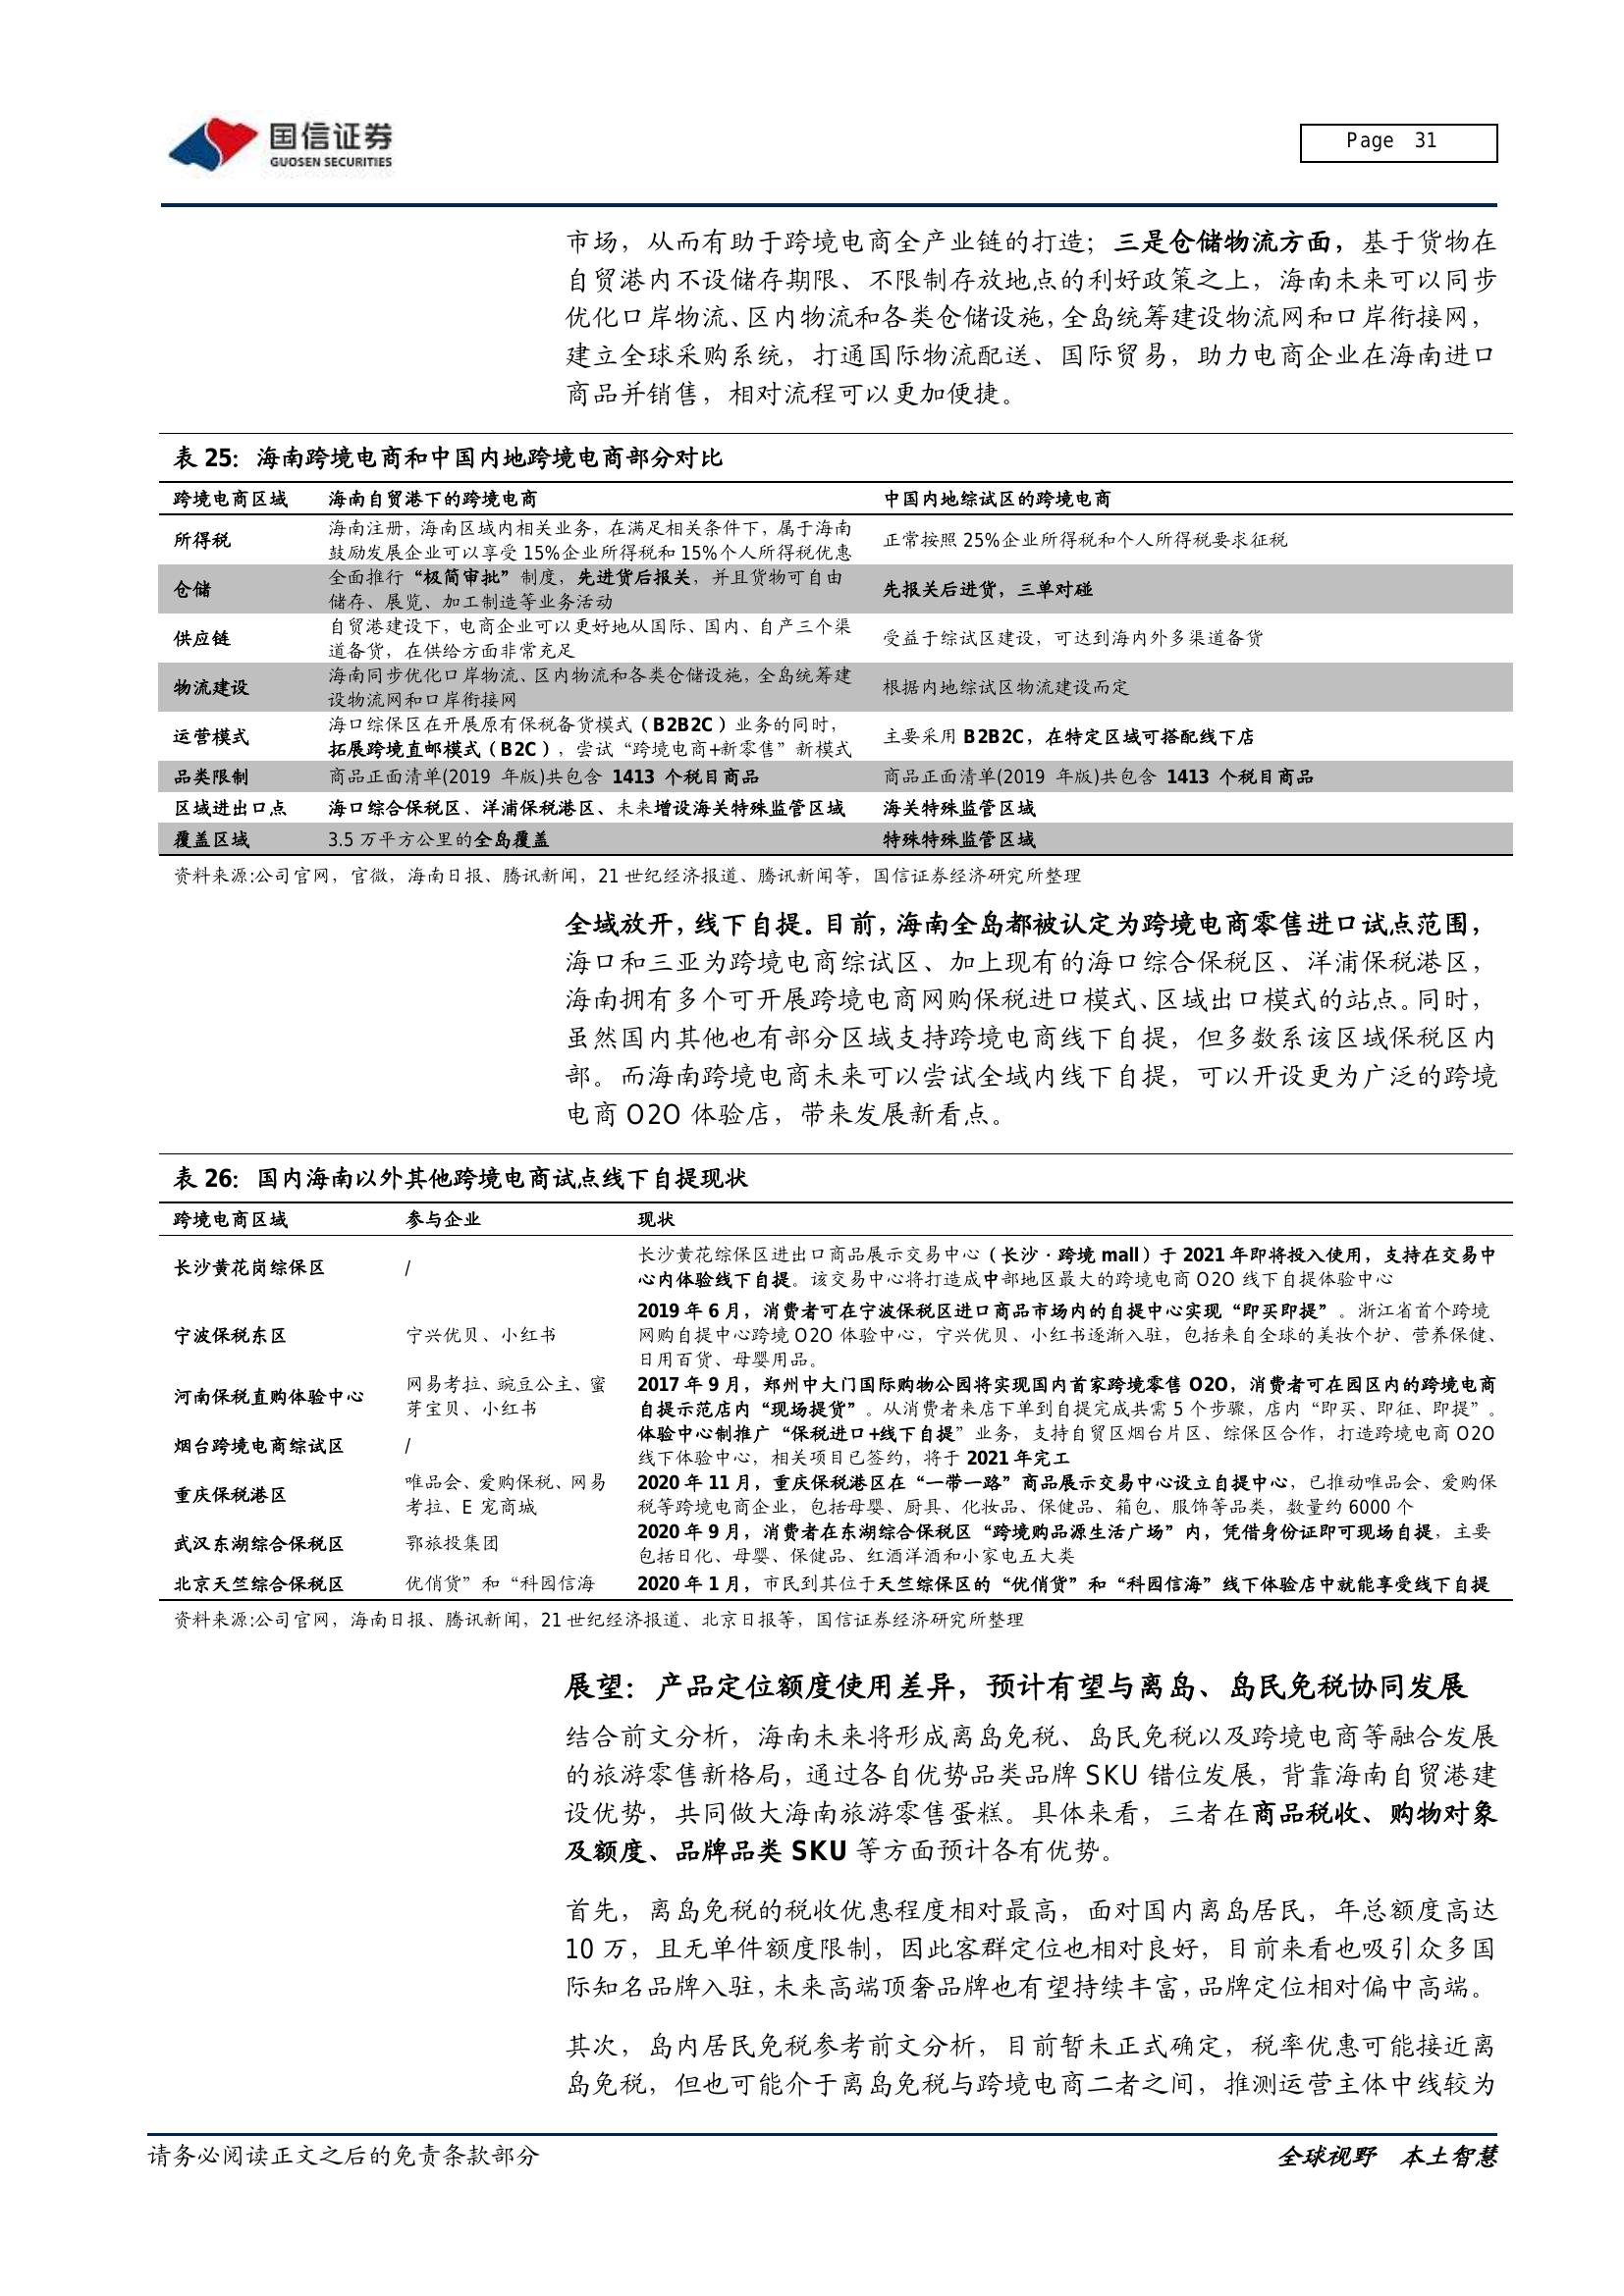 国信证券
GUOSEN SECURITIES
Page 31
市场，从而有助于跨境电商全产业链的打造；三是仓储物流方面，基于货物在
自贸港内不设储存期限、不限制存放地点的利好政策之上，海南未来可以同步
优化口岸物流、区内物流和各类仓储设施，全岛统筹建设物流网和口岸衔接网，
建立全球采购系统，打通国际物流配送、国际贸易，助力电商企业在海南进口
商品并销售，相对流程可以更加便捷。
表 25：海南跨境电商和中国内地跨境电商部分对比
跨境电商区域 海南自贸港下的跨境电商 中国内地综试区的跨境电商
所得税 海南注册，海南区域内相关业务，在满足相关条件下，属于海南
鼓励发展企业可以享受 15%企业所得税和 15%个人所得税优惠 正常按照 25%企业所得税和个人所得税要求征税
仓储 全面推行“极简审批”制度，先进货后报关，并且货物可自由
储存、展览、加工制造等业务活动 先报关后进货，三单对碰
供应链 自贸港建设下，电商企业可以更好地从国际、国内、自产三个渠
道备货，在供给方面非常充足 受益于综试区建设，可达到海内外多渠道备货
物流建设 海南同步优化口岸物流、区内物流和各类仓储设施，全岛统筹建
设物流网和口岸衔接网 根据内地综试区物流建设而定
运营模式 海口综保区在开展原有保税备货模式（B2B2C）业务的同时，
拓展跨境直邮模式（B2C），尝试“跨境电商+新零售”新模式 主要采用 B2B2C，在特定区域可搭配线下店
品类限制 商品正面清单(2019 年版)共包含 1413 个税目商品 商品正面清单(2019 年版)共包含 1413 个税目商品
区域进出口点 海口综合保税区、洋浦保税港区、未来增设海关特殊监管区域 海关特殊监管区域
覆盖区域 3.5 万平方公里的全岛覆盖 特殊特殊监管区域
资料来源:公司官网，官微，海南日报、腾讯新闻，21 世纪经济报道、腾讯新闻等，国信证券经济研究所整理
全域放开，线下自提。目前，海南全岛都被认定为跨境电商零售进口试点范围，
海口和三亚为跨境电商综试区、加上现有的海口综合保税区、洋浦保税港区，
海南拥有多个可开展跨境电商网购保税进口模式、区域出口模式的站点。同时，
虽然国内其他也有部分区域支持跨境电商线下自提，但多数系该区域保税区内
部。而海南跨境电商未来可以尝试全域内线下自提，可以开设更为广泛的跨境
电商 O2O 体验店，带来发展新看点。
表 26：国内海南以外其他跨境电商试点线下自提现状
跨境电商区域 参与企业 现状
长沙黄花岗综保区 / 长沙黄花综保区进出口商品展示交易中心（长沙·跨境 mall）于 2021 年即将投入使用，支持在交易中
心内体验线下自提。该交易中心将打造成中部地区最大的跨境电商 O2O 线下自提体验中心
宁波保税东区 宁兴优贝、小红书 2019 年 6 月，消费者可在宁波保税区进口商品市场内的自提中心实现“即买即提”。浙江省首个跨境
网购自提中心跨境 O2O 体验中心，宁兴优贝、小红书逐渐入驻，包括来自全球的美妆个护、营养保健、
日用百货、母婴用品。
河南保税直购体验中心 网易考拉、豌豆公主、蜜
芽宝贝、小红书 2017 年 9 月，郑州中大门国际购物公园将实现国内首家跨境零售 O2O，消费者可在园区内的跨境电商
自提示范店内“现场提货”。从消费者来店下单到自提完成共需 5 个步骤，店内“即买、即征、即提”。
烟台跨境电商综试区 / 体验中心制推广“保税进口+线下自提”业务，支持自贸区烟台片区、综保区合作，打造跨境电商 O2O
线下体验中心，相关项目已签约，将于 2021 年完工
重庆保税港区 唯品会、爱购保税、网易
考拉、E 宠商城 2020 年 11 月，重庆保税港区在“一带一路”商品展示交易中心设立自提中心，已推动唯品会、爱购保
税等跨境电商企业，包括母婴、厨具、化妆品、保健品、箱包、服饰等品类，数量约 6000 个
武汉东湖综合保税区 鄂旅投集团 2020 年 9 月，消费者在东湖综合保税区“跨境购品源生活广场”内，凭借身份证即可现场自提，主要
包括日化、母婴、保健品、红酒洋酒和小家电五大类
北京天竺综合保税区 优俏货”和“科园信海 2020 年 1 月，市民到其位于天竺综保区的“优俏货”和“科园信海”线下体验店中就能享受线下自提
资料来源:公司官网，海南日报、腾讯新闻，21 世纪经济报道、北京日报等，国信证券经济研究所整理
展望：产品定位额度使用差异，预计有望与离岛、岛民免税协同发展
结合前文分析，海南未来将形成离岛免税、岛民免税以及跨境电商等融合发展
的旅游零售新格局，通过各自优势品类品牌 SKU 错位发展，背靠海南自贸港建
设优势，共同做大海南旅游零售蛋糕。具体来看，三者在商品税收、购物对象
及额度、品牌品类 SKU 等方面预计各有优势。
首先，离岛免税的税收优惠程度相对最高，面对国内离岛居民，年总额度高达
10 万，且无单件额度限制，因此客群定位也相对良好，目前来看也吸引众多国
际知名品牌入驻，未来高端顶奢品牌也有望持续丰富，品牌定位相对偏中高端。
其次，岛内居民免税参考前文分析，目前暂未正式确定，税率优惠可能接近离
岛免税，但也可能介于离岛免税与跨境电商二者之间，推测运营主体中线较为
请务必阅读正文之后的免责条款部分
全球视野 本土智慧